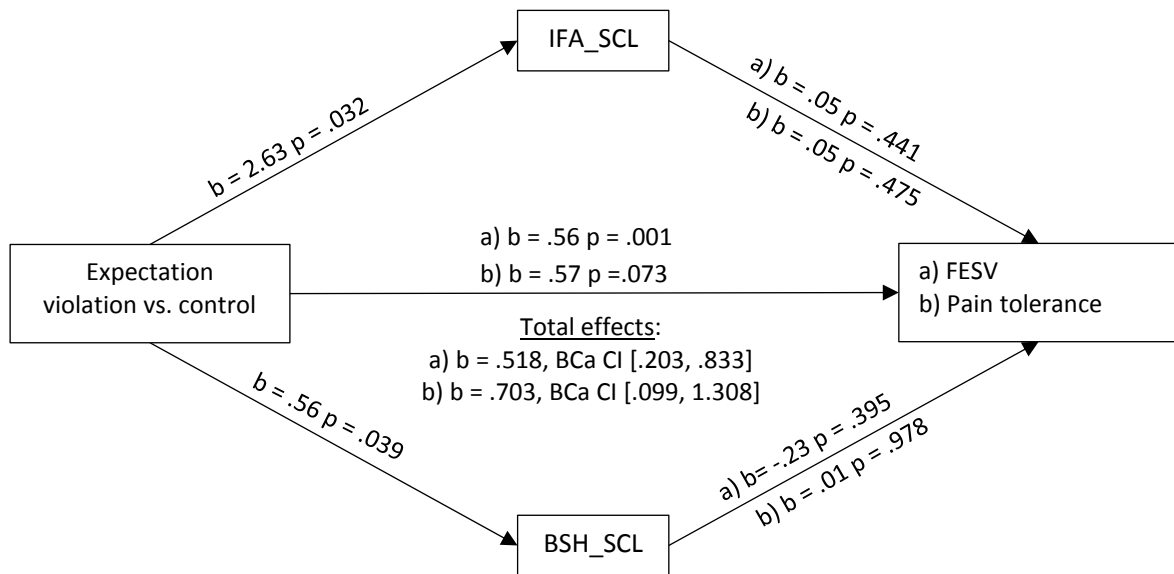 IFA_SCL
b = 2.63 p = .032
a) b = .05 p = .441
b) b = .05 p = .475
Expectation
violation vs. control
a) b = .56 p = .001
b) b = .57 p =.073
Total effects:
a) b = .518, BCa CI [.203, .833]
b) b = .703, BCa CI [.099, 1.308]
a) FESV
b) Pain tolerance
b = .56 p = .039
a) b= -.23 p = .395
b) b = .01 p = .978
BSH_SCL